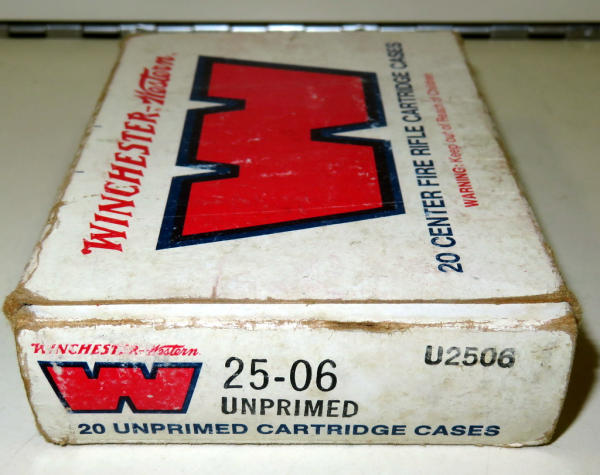 WINCHESTER-Western
W
20 CENTER FIRE RIFLE CARTRIDGE CASES
WARNING: Keep out of Reach of Children
WINCHESTER-Western
W
25-06
UNPRIMED
U2506
20 UNPRIMED CARTRIDGE CASES